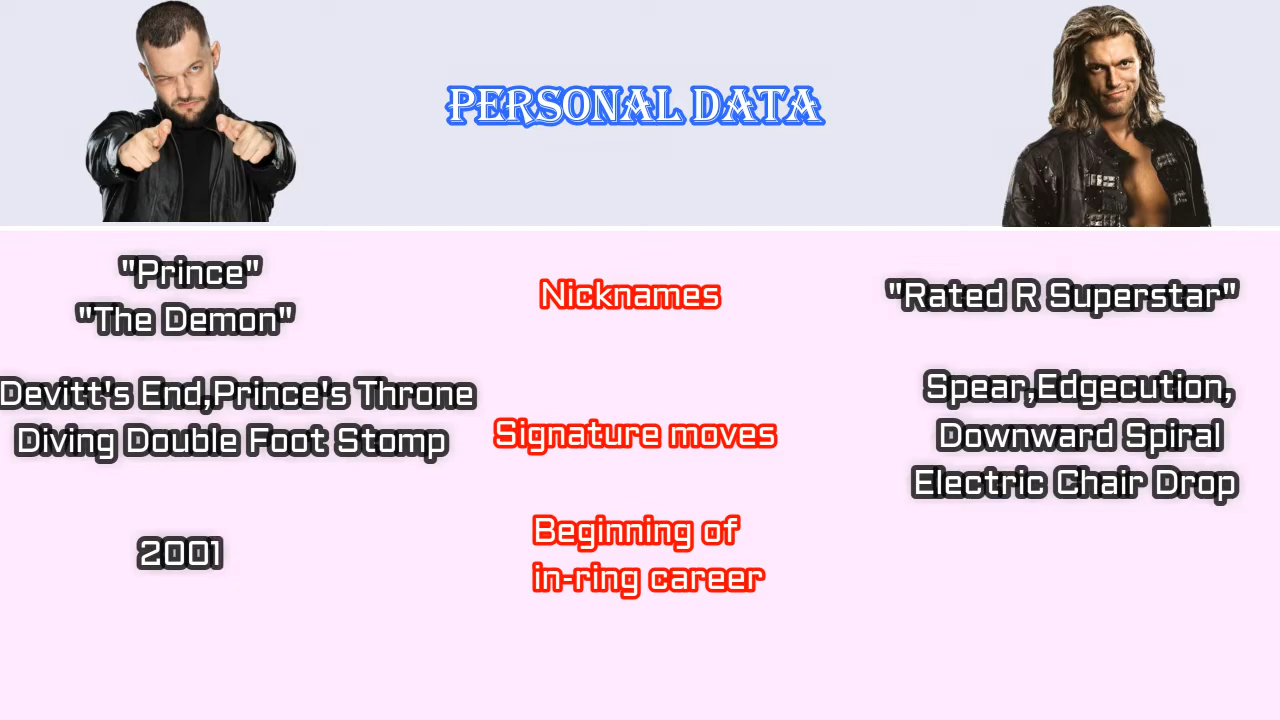 PERSONAL DATA
"Prince"
"The Demon"
Nicknames
"Rated R Superstar"
Devitt's End,Prince's Throne
Diving Double Foot Stomp
Signature moves
Spear,Edgecution,
Downward Spiral
Electric Chair Drop
2001
Beginning of
in-ring career